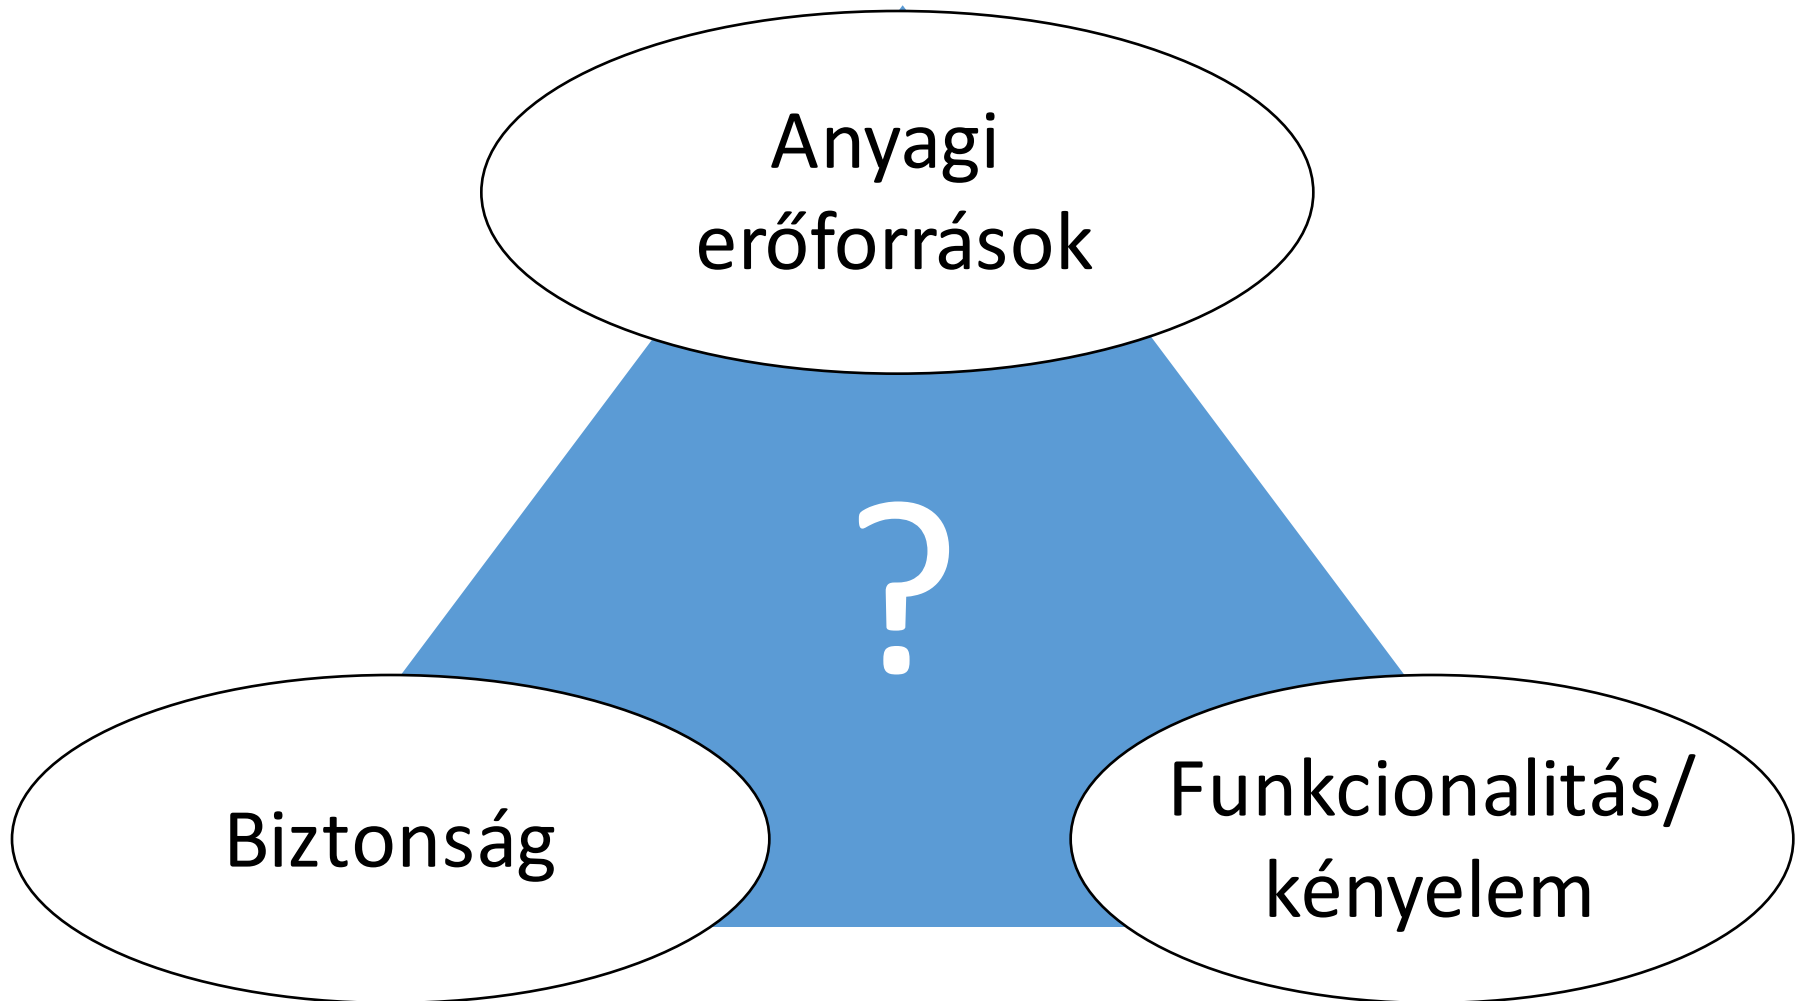 Anyagi
erőforrások
?
Biztonság
Funkcionalitás/
kényelem